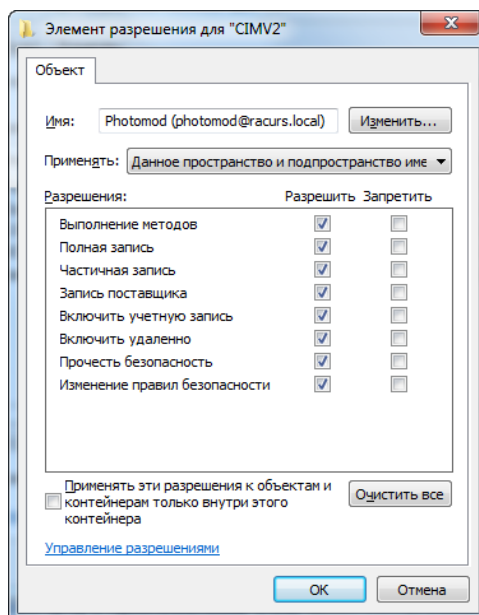 Элемент разрешения для "CIMV2"
Объект
Имя: Photomod (photomod@racurs.local) Изменить...
Применять: Данное пространство и подпространство име
Разрешения: Разрешить Запретить
Выполнение методов
Полная запись
Частичная запись
Запись поставщика
Включить учетную запись
Включить удаленно
Прочесть безопасность
Изменение правил безопасности
Применять эти разрешения к объектам и
контейнерам только внутри этого
контейнера
Очистить все
Управление разрешениями
ОК Отмена